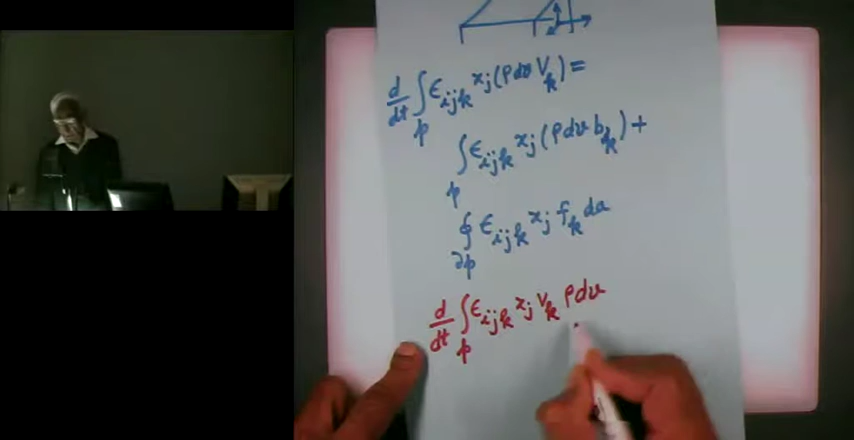 d/dt ∫_p ϵ_ijk x_j (ρdv v_k) =
∫_p ϵ_ijk x_j (ρdv b_k) +
∮_∂p ϵ_ijk x_j f_k da
d/dt ∫_p ϵ_ijk x_j v_k ρdv